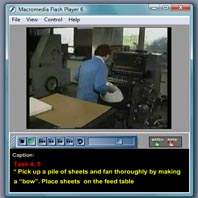 Macromedia Flash Player 6
File View Control Help
Caption:
Task 4. 5
* Pick up a pile of sheets and fan thoroughly by making
a "bow". Place sheets on the feed table